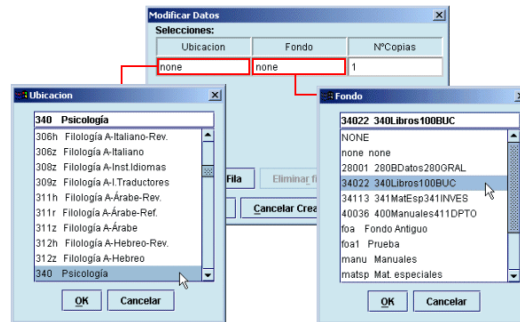 Modificar Datos
Selecciones:
Ubicacion Fondo NºCopias
none none 1
Fila Eliminar fi
Cancelar Crea
Ubicacion
340 Psicología
306h Filología A-Italiano-Rev.
306z Filología A-Italiano
308z Filología A-Inst.Idiomas
309z Filología A-I.Traductores
311h Filología A-Árabe-Rev.
311r Filología A-Árabe-Ref.
311z Filología A-Árabe
312h Filología A-Hebreo-Rev.
312z Filología A-Hebreo
340 Psicología
OK Cancelar
Fondo
34022 340Libros100BUC
NONE
none none
28001 280BDatos280GRAL
34022 340Libros100BUC
34113 341MatEsp341INVES
40036 400Manuales411DPTO
foa Fondo Antiguo
foa1 Prueba
manu Manuales
matsp Mat. especiales
OK Cancelar